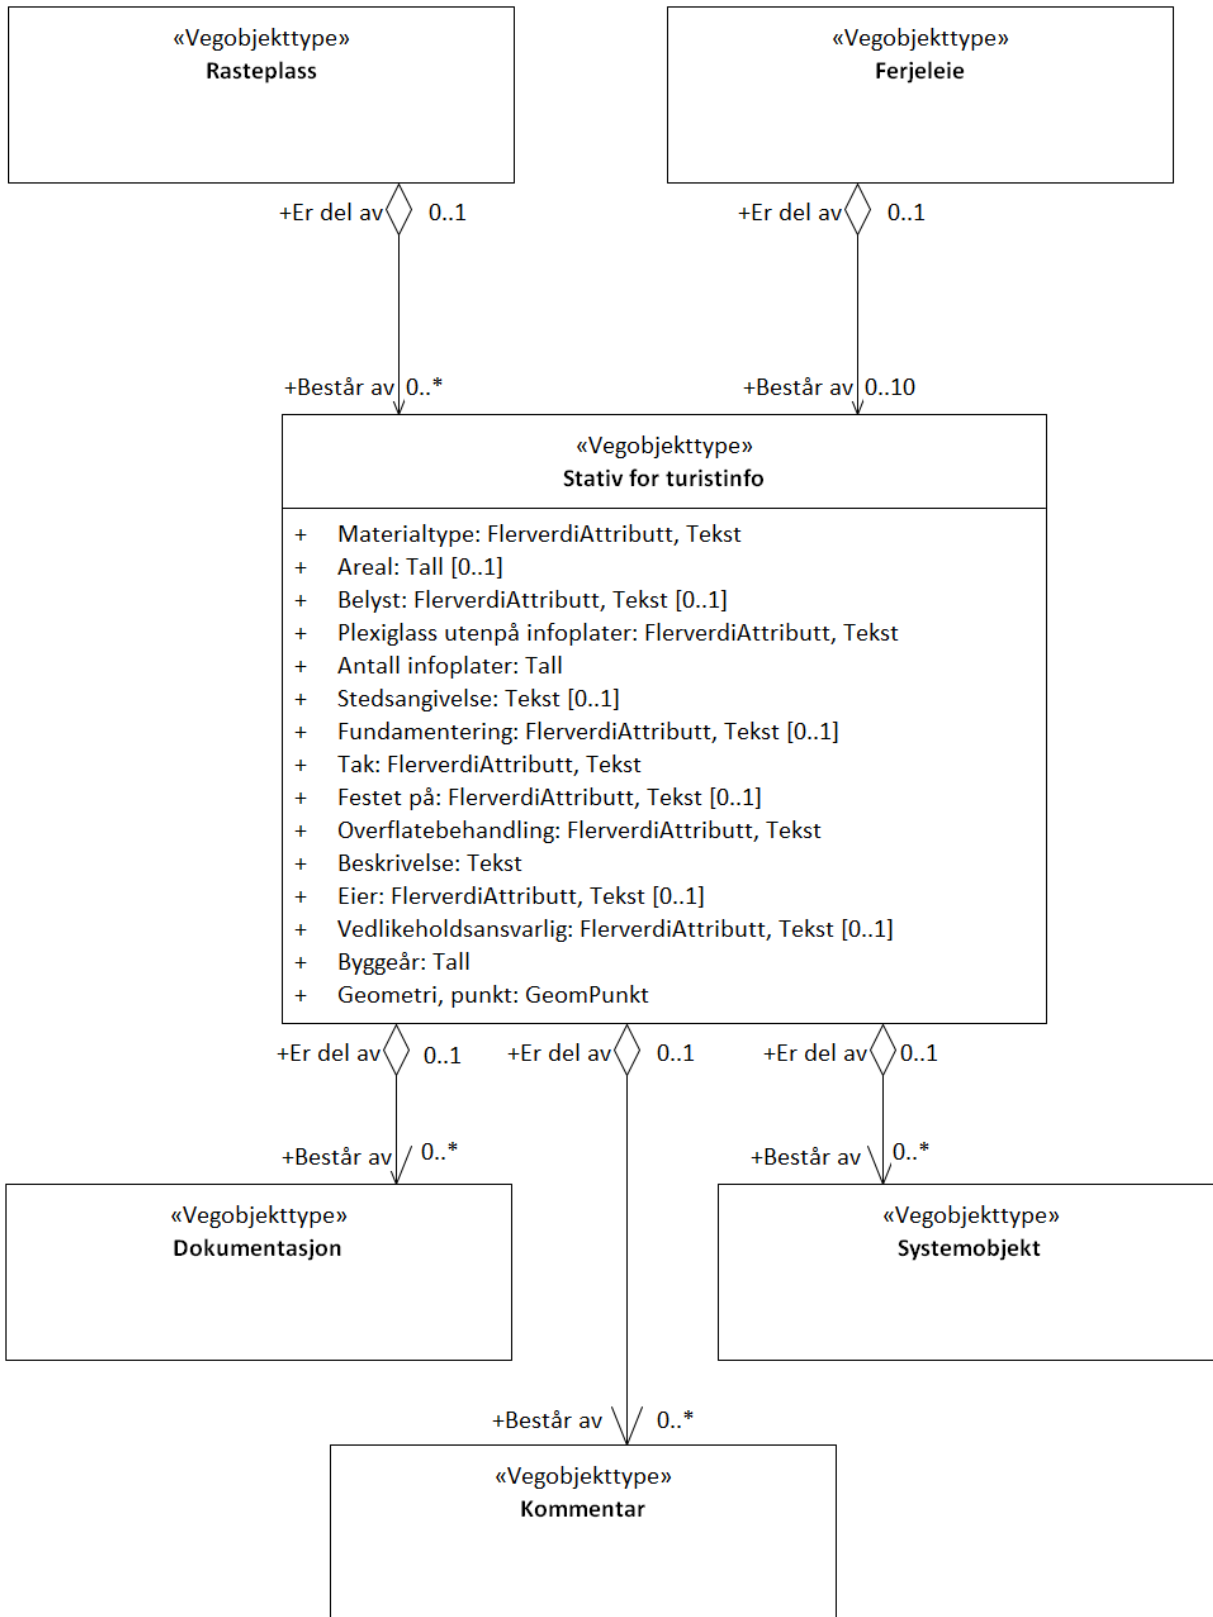 «Vegobjekttype»
Rasteplass
«Vegobjekttype»
Ferjeleie
+Er del av 0..1
+Er del av 0..1
+Består av 0..*
+Består av 0..10
«Vegobjekttype»
Stativ for turistinfo
+ Materialtype: FlerverdiAttributt, Tekst
+ Areal: Tall [0..1]
+ Belyst: FlerverdiAttributt, Tekst [0..1]
+ Plexiglass utenpå infoplater: FlerverdiAttributt, Tekst
+ Antall infoplater: Tall
+ Stedsangivelse: Tekst [0..1]
+ Fundamentering: FlerverdiAttributt, Tekst [0..1]
+ Tak: FlerverdiAttributt, Tekst
+ Festet på: FlerverdiAttributt, Tekst [0..1]
+ Overflatebehandling: FlerverdiAttributt, Tekst
+ Beskrivelse: Tekst
+ Eier: FlerverdiAttributt, Tekst [0..1]
+ Vedlikeholdsansvarlig: FlerverdiAttributt, Tekst [0..1]
+ Byggeår: Tall
+ Geometri, punkt: GeomPunkt
+Er del av 0..1
+Er del av 0..1
+Er del av 0..1
+Består av 0..*
+Består av 0..*
«Vegobjekttype»
Dokumentasjon
«Vegobjekttype»
Systemobjekt
+Består av 0..*
«Vegobjekttype»
Kommentar